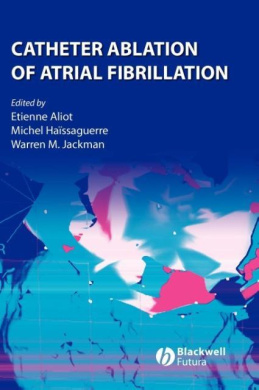 CATHETER ABLATION
OF ATRIAL FIBRILLATION
Edited by
Etienne Aliot
Michel Haïssaguerre
Warren M. Jackman
Blackwell
Futura